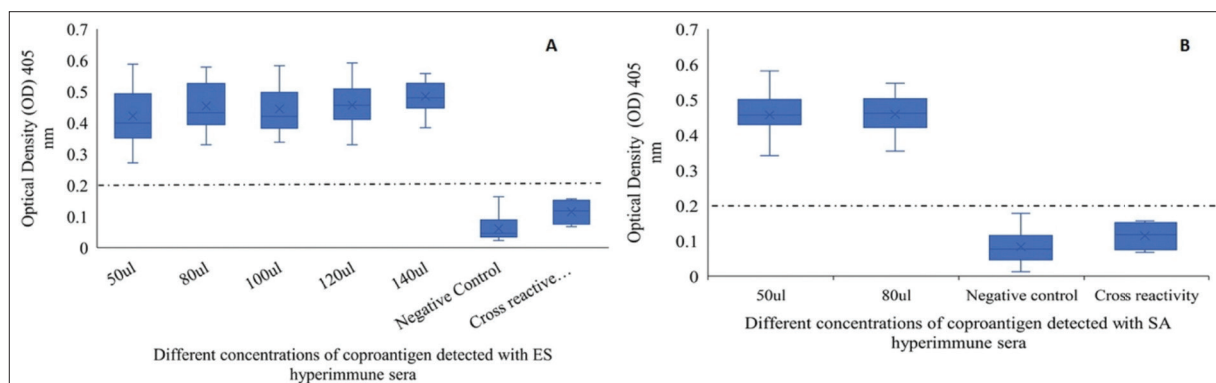 A
Optical Density (OD) 405
nm
0.7
0.6
0.5
0.4
0.3
0.2
0.1
0
50ul
80ul
100ul
120ul
140ul
Negative Control
Cross reactive…
Different concentrations of coproantigen detected with ES
hyperimmune sera
B
Optical Density (OD) 405
nm
0.7
0.6
0.5
0.4
0.3
0.2
0.1
0
50ul
80ul
Negative control
Cross reactivity
Different concentrations of coproantigen detected with SA
hyperimmune sera